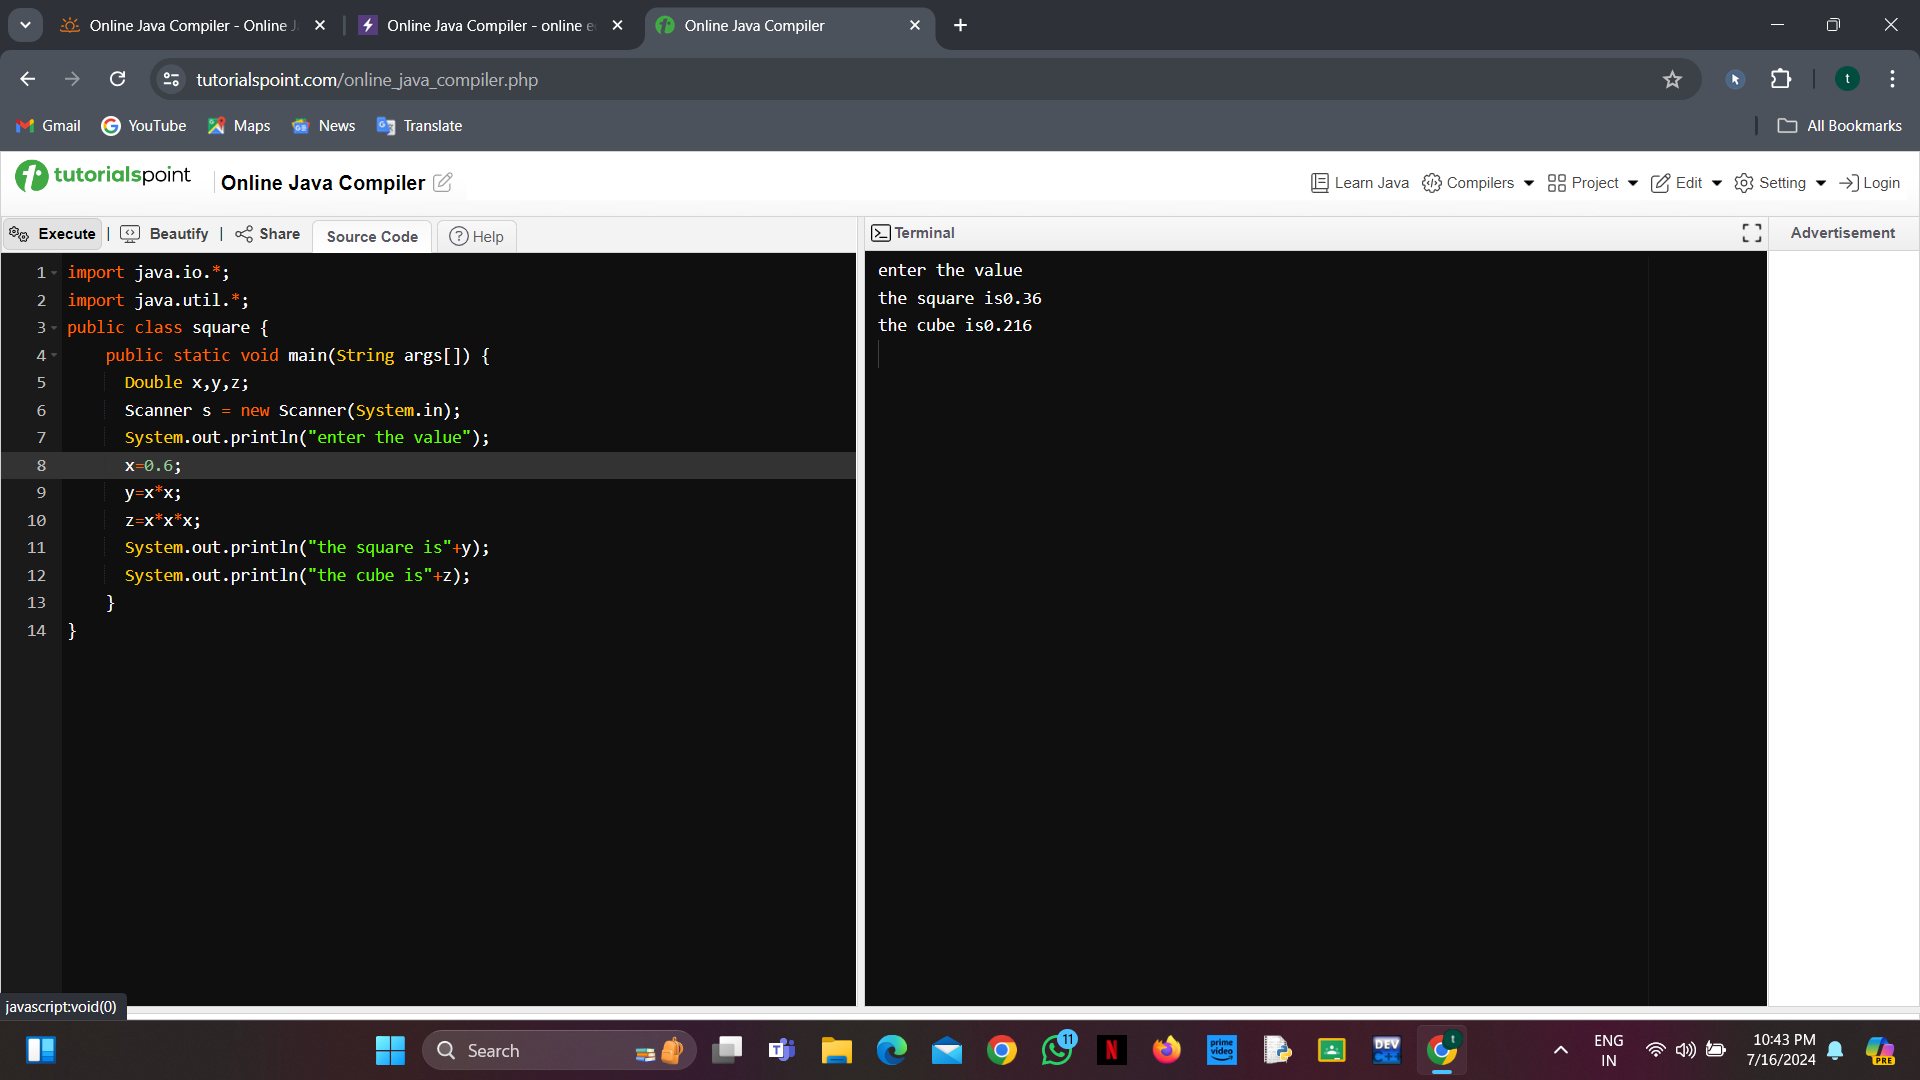 Online Java Compiler - Online J
Online Java Compiler - online e
Online Java Compiler
tutorialspoint.com/online_java_compiler.php
t
Gmail
YouTube
Maps
News
Translate
All Bookmarks
tutorialspoint
Online Java Compiler
Learn Java
Compilers
Project
Edit
Setting
Login
Execute
Beautify
Share
Source Code
Help
Terminal
Advertisement
1 import java.io.*;
2 import java.util.*;
3 public class square {
4 public static void main(String args[]) {
5 Double x,y,z;
6 Scanner s = new Scanner(System.in);
7 System.out.println("enter the value");
8 x=0.6;
9 y=x*x;
10 z=x*x*x;
11 System.out.println("the square is"+y);
12 System.out.println("the cube is"+z);
13 }
14 }
enter the value
the square is0.36
the cube is0.216
javascript:void(0)
Search
11
prime video
DEV C++
t
ENG
IN
10:43 PM
7/16/2024
PRE